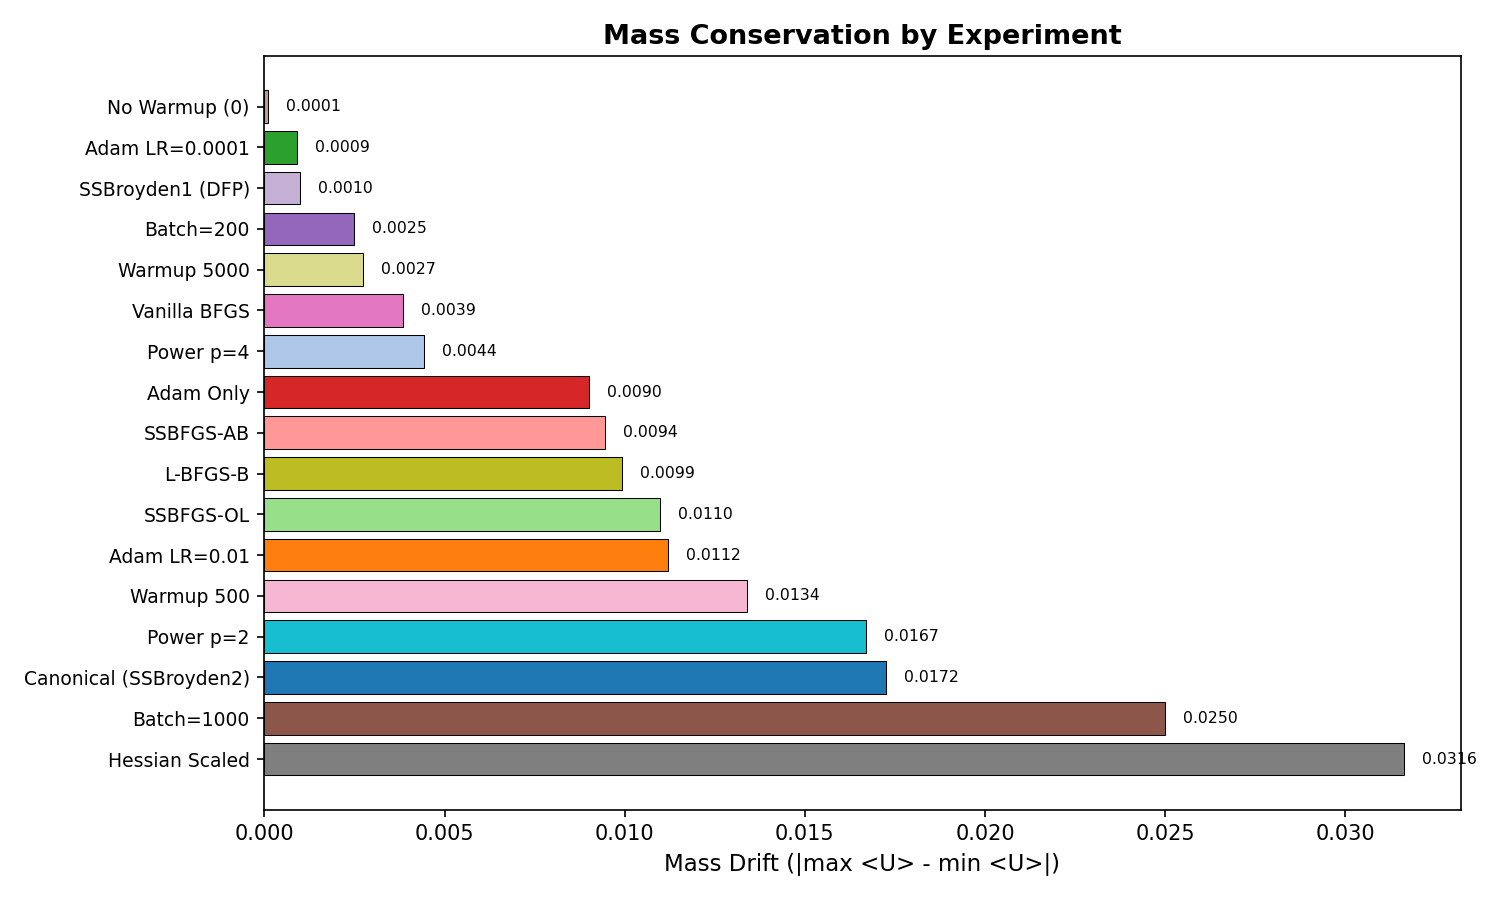 Mass Conservation by Experiment
No Warmup (0) 0.0001
Adam LR=0.0001 0.0009
SSBroyden1 (DFP) 0.0010
Batch=200 0.0025
Warmup 5000 0.0027
Vanilla BFGS 0.0039
Power p=4 0.0044
Adam Only 0.0090
SSBFGS-AB 0.0094
L-BFGS-B 0.0099
SSBFGS-OL 0.0110
Adam LR=0.01 0.0112
Warmup 500 0.0134
Power p=2 0.0167
Canonical (SSBroyden2) 0.0172
Batch=1000 0.0250
Hessian Scaled 0.0316
0.000 0.005 0.010 0.015 0.020 0.025 0.030
Mass Drift (|max <U> - min <U>|)